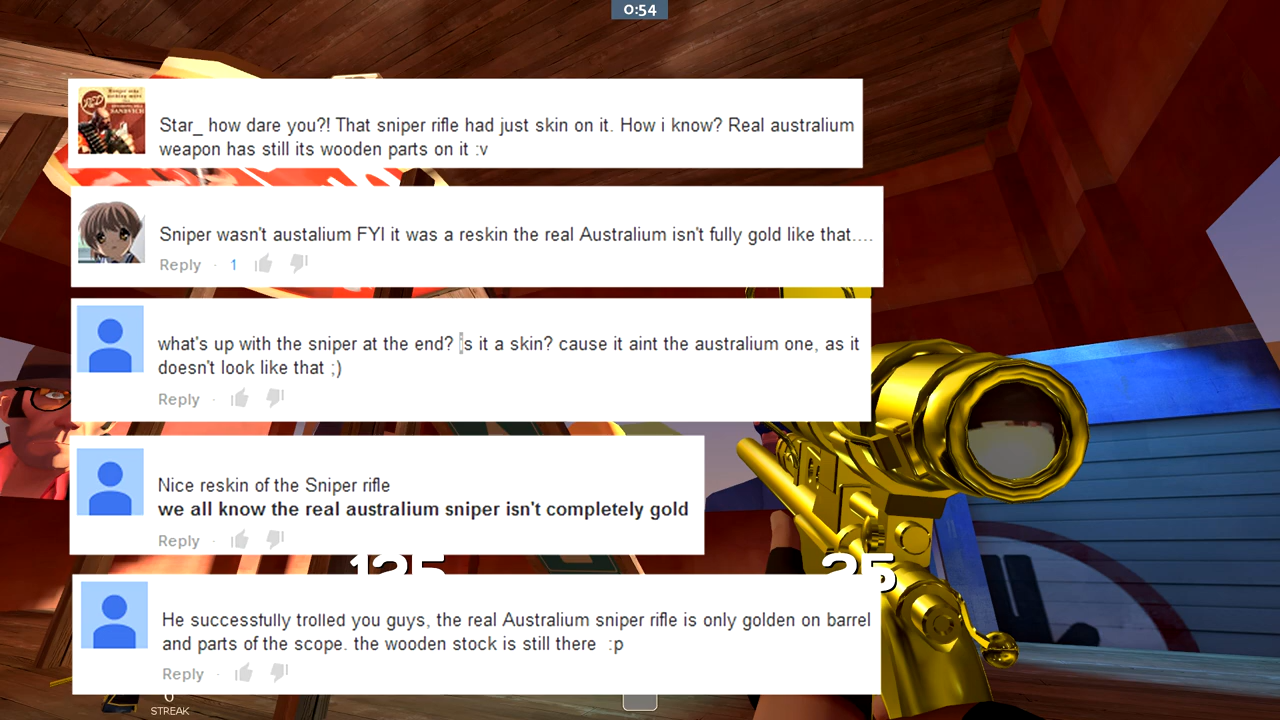 0:54
RED
SANDVICH
Star_ how dare you?! That sniper rifle had just skin on it. How i know? Real australium
weapon has still its wooden parts on it :v
Sniper wasn't austalium FYI it was a reskin the real Australium isn't fully gold like that....
Reply · 1
what's up with the sniper at the end? is it a skin? cause it aint the australium one, as it
doesn't look like that ;)
Reply ·
Nice reskin of the Sniper rifle
we all know the real australium sniper isn't completely gold
Reply ·
125
25
He successfully trolled you guys, the real Australium sniper rifle is only golden on barrel
and parts of the scope. the wooden stock is still there :p
Reply ·
0
STREAK